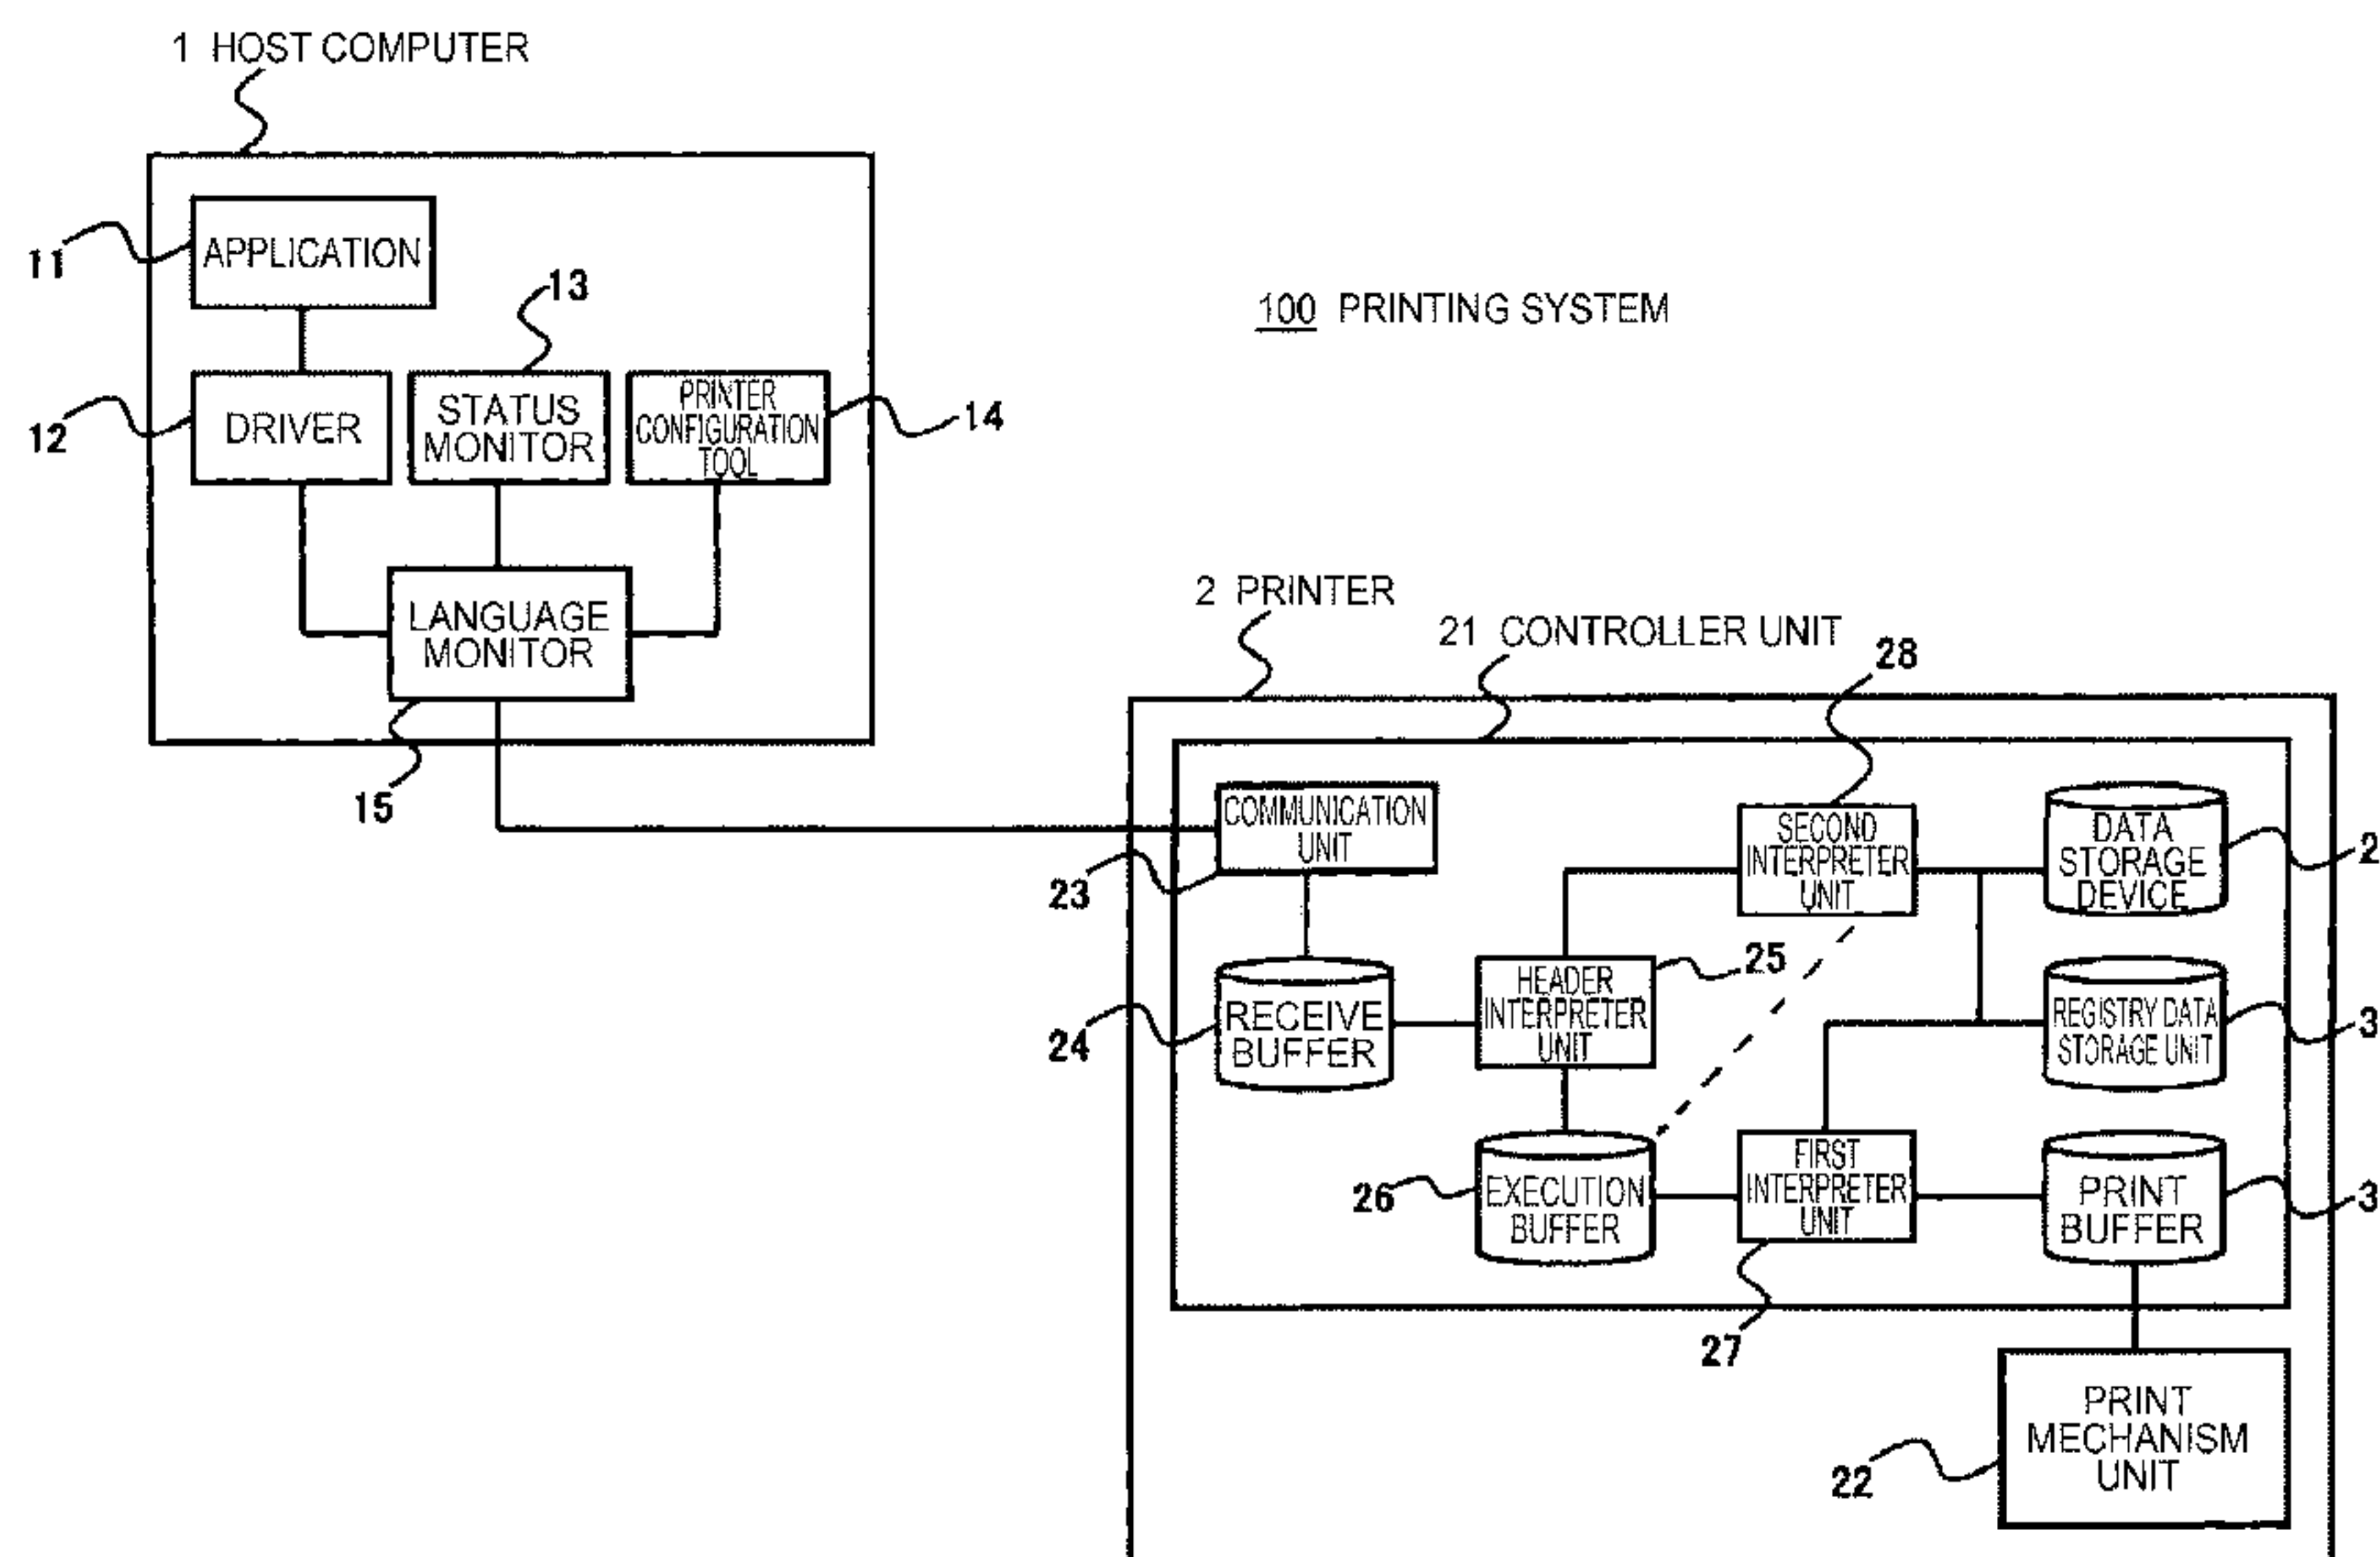 1 HOST COMPUTER
APPLICATION
11
13
100 PRINTING SYSTEM
DRIVER
12
STATUS
MONITOR
PRINTER
CONFIGURATION
TOOL
14
LANGUAGE
MONITOR
15
2 PRINTER
21 CONTROLLER UNIT
28
COMMUNICATION
UNIT
23
SECOND
INTERPRETER
UNIT
DATA
STORAGE
DEVICE
2
RECEIVE
BUFFER
24
HEADER
INTERPRETER
UNIT
25
REGISTRY DATA
STORAGE UNIT
3
26
EXECUTION
BUFFER
FIRST
INTERPRETER
UNIT
27
PRINT
BUFFER
3
PRINT
MECHANISM
UNIT
22